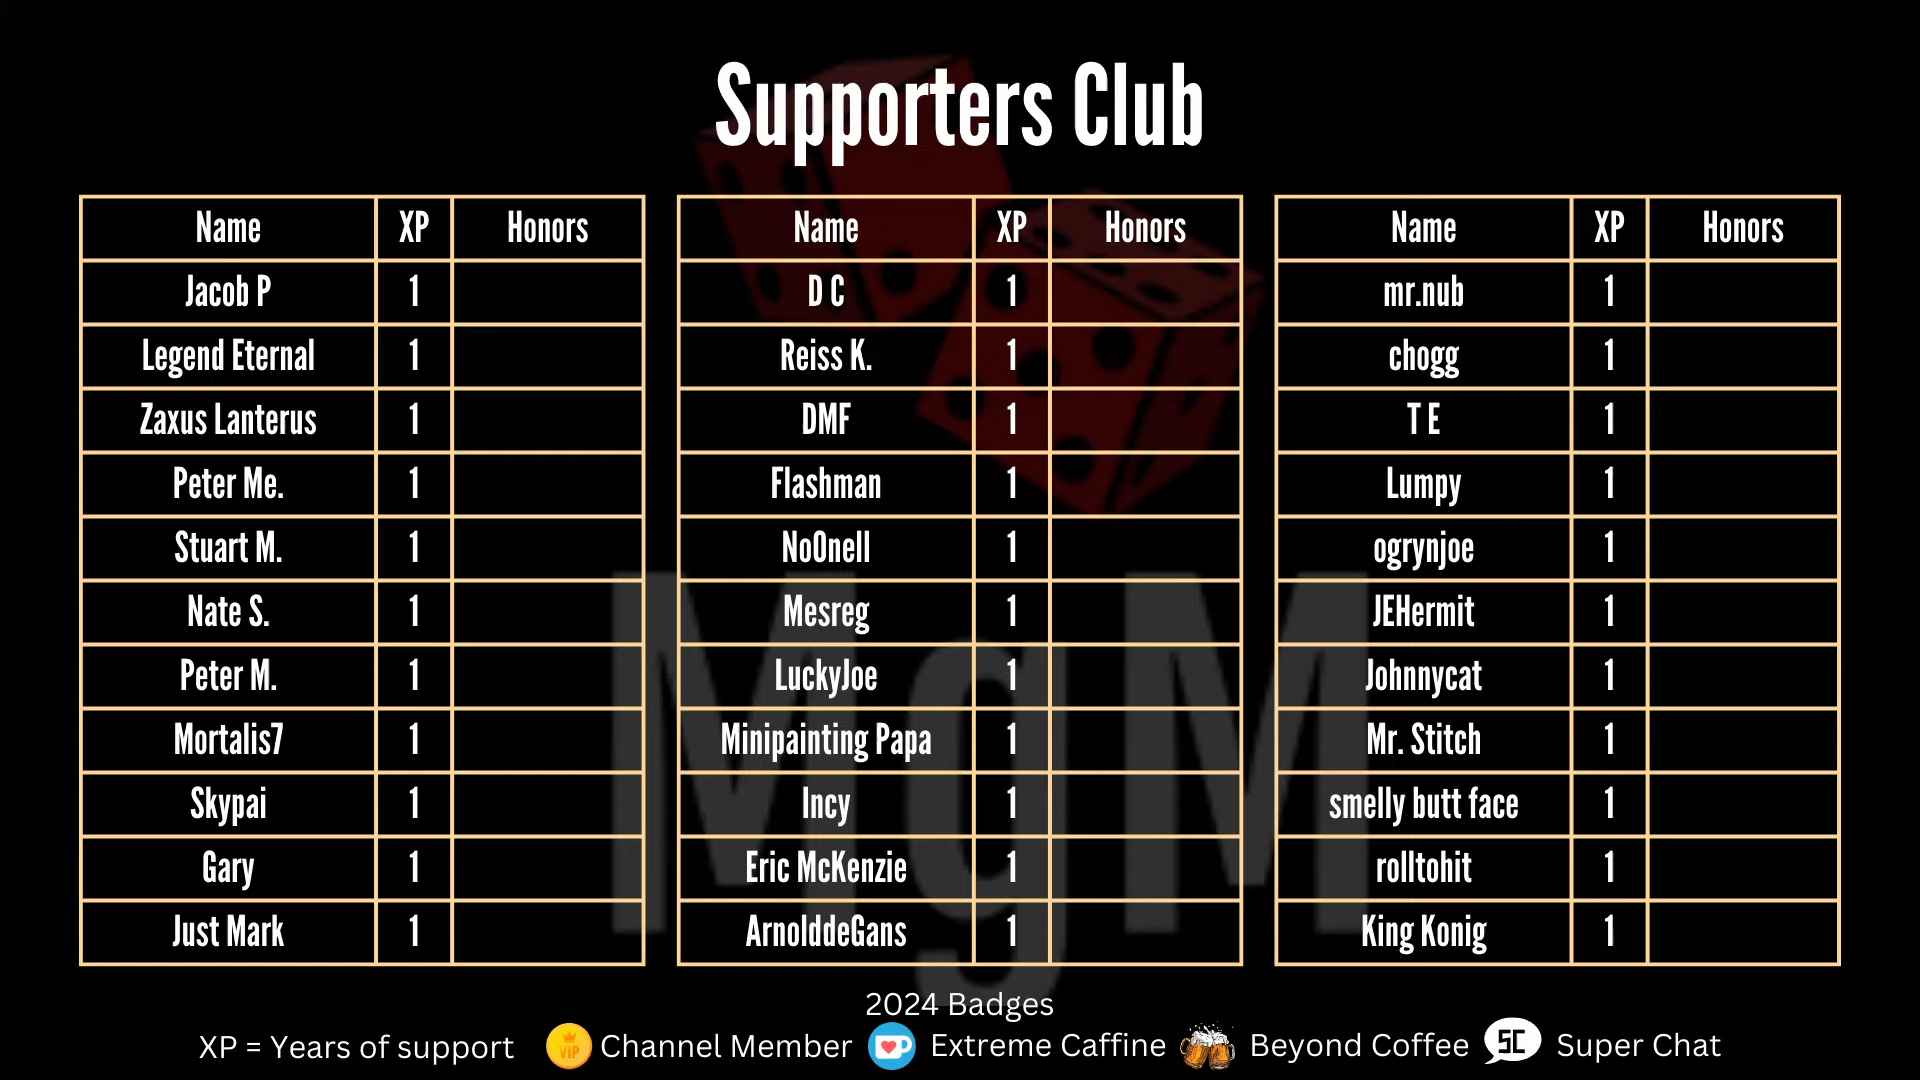 Supporters Club
Name XP Honors
Jacob P 1
Legend Eternal 1
Zaxus Lanterus 1
Peter Me. 1
Stuart M. 1
Nate S. 1
Peter M. 1
Mortalis7 1
Skypai 1
Gary 1
Just Mark 1
Name XP Honors
D C 1
Reiss K. 1
DMF 1
Flashman 1
NoOnell 1
Mesreg 1
LuckyJoe 1
Minipainting Papa 1
Incy 1
Eric McKenzie 1
ArnolddeGans 1
Name XP Honors
mr.nub 1
chogg 1
T E 1
Lumpy 1
ogrynjoe 1
JEHermit 1
Johnnycat 1
Mr. Stitch 1
smelly butt face 1
rolltohit 1
King Konig 1
MgM
2024 Badges
XP = Years of support VIP Channel Member Extreme Caffine Beyond Coffee SC Super Chat